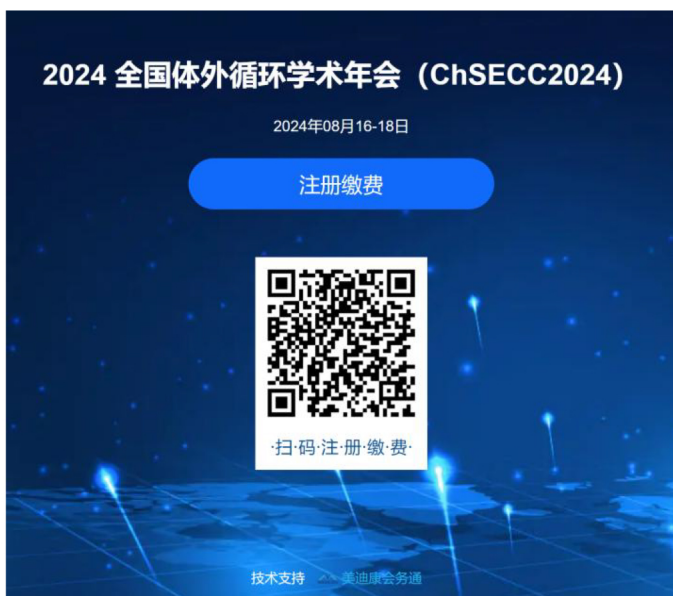 2024 全国体外循环学术年会（ChSECC2024）
2024年08月16-18日
注册缴费
·扫·码·注·册·缴·费·
技术支持 美迪康会务通